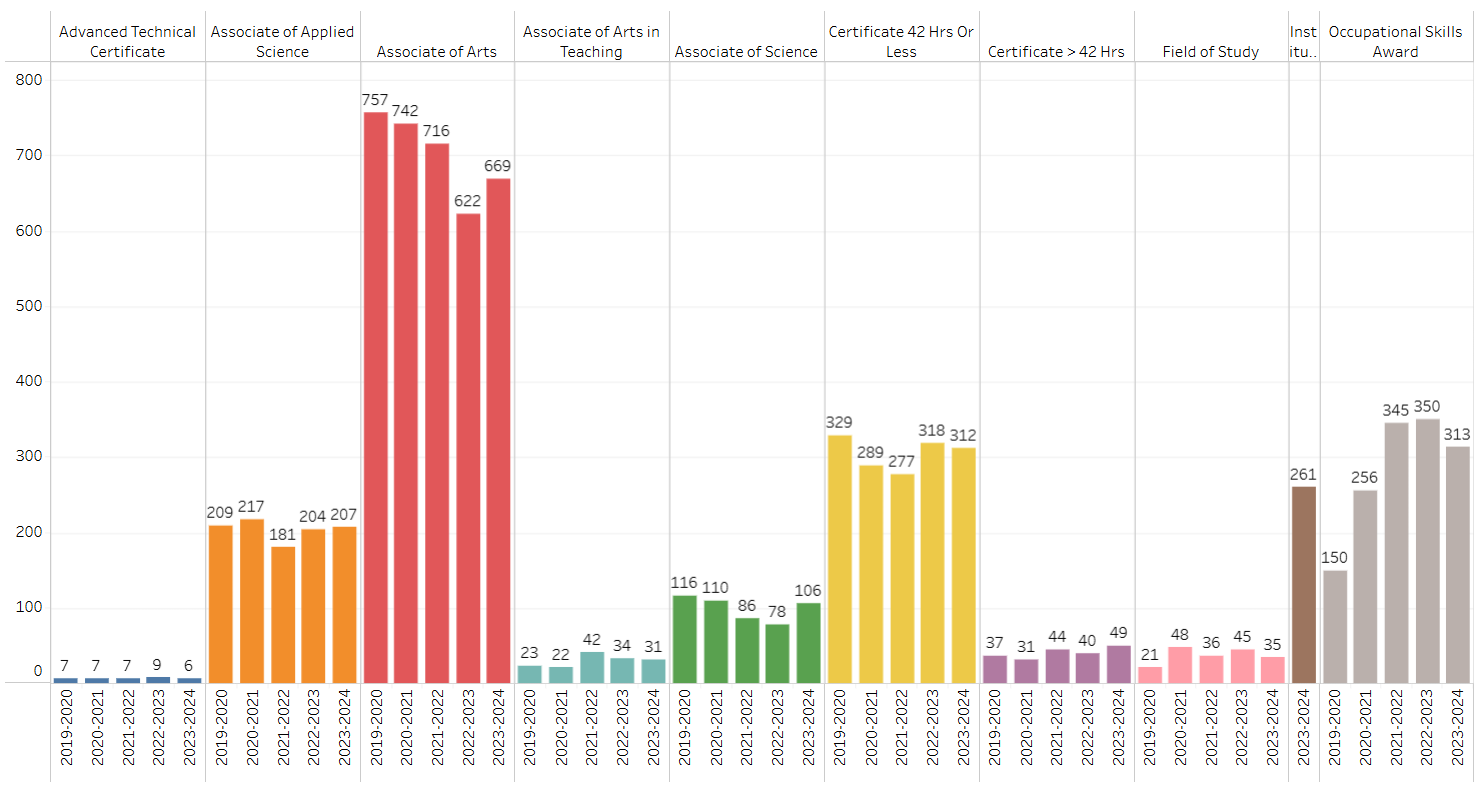 Advanced Technical
Certificate
Associate of Applied
Science
Associate of Arts
Associate of Arts in
Teaching
Associate of Science
Certificate 42 Hrs Or
Less
Certificate > 42 Hrs
Field of Study
Inst
itu..
Occupational Skills
Award
800
700
600
500
400
300
200
100
0
7 7 7 9 6
209 217 181 204 207
757 742 716 622 669
23 22 42 34 31
116 110 86 78 106
329 289 277 318 312
37 31 44 40 49
21 48 36 45 35
261
150 256 345 350 313
2019-2020 2020-2021 2021-2022 2022-2023 2023-2024
2019-2020 2020-2021 2021-2022 2022-2023 2023-2024
2019-2020 2020-2021 2021-2022 2022-2023 2023-2024
2019-2020 2020-2021 2021-2022 2022-2023 2023-2024
2019-2020 2020-2021 2021-2022 2022-2023 2023-2024
2019-2020 2020-2021 2021-2022 2022-2023 2023-2024
2019-2020 2020-2021 2021-2022 2022-2023 2023-2024
2019-2020 2020-2021 2021-2022 2022-2023 2023-2024
2023-2024
2019-2020 2020-2021 2021-2022 2022-2023 2023-2024